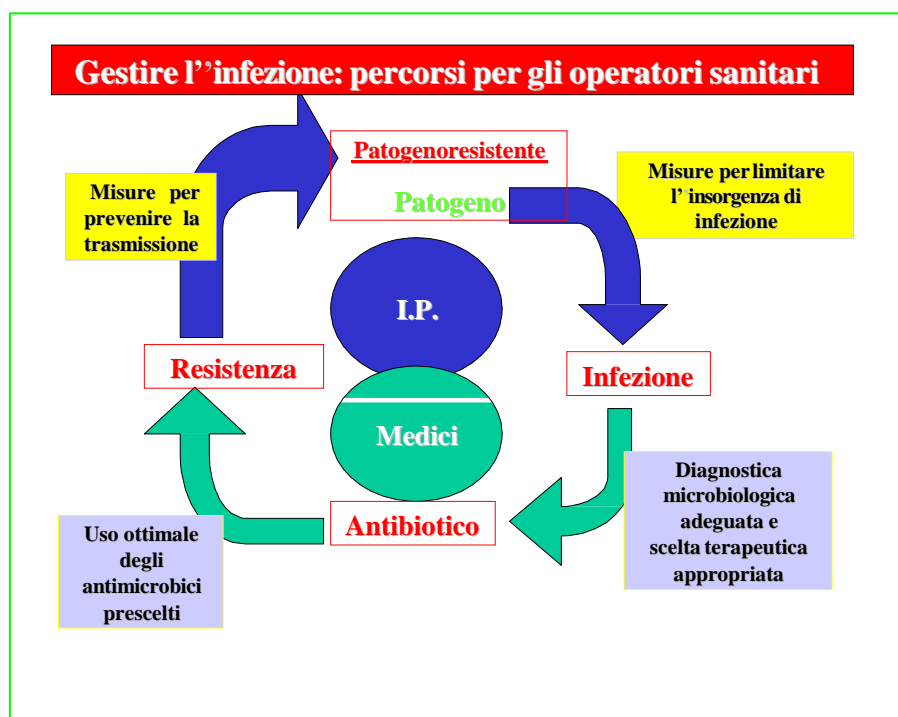 Gestire l’’infezione: percorsi per gli operatori sanitari
Patogenoresistente
Patogeno
Misure per
prevenire la
trasmissione
Misure per limitare
l’insorgenza di
infezione
I.P.
Resistenza
Infezione
Medici
Antibiotico
Diagnostica
microbiologica
adeguata e
scelta terapeutica
appropriata
Uso ottimale
degli
antimicrobici
prescelti